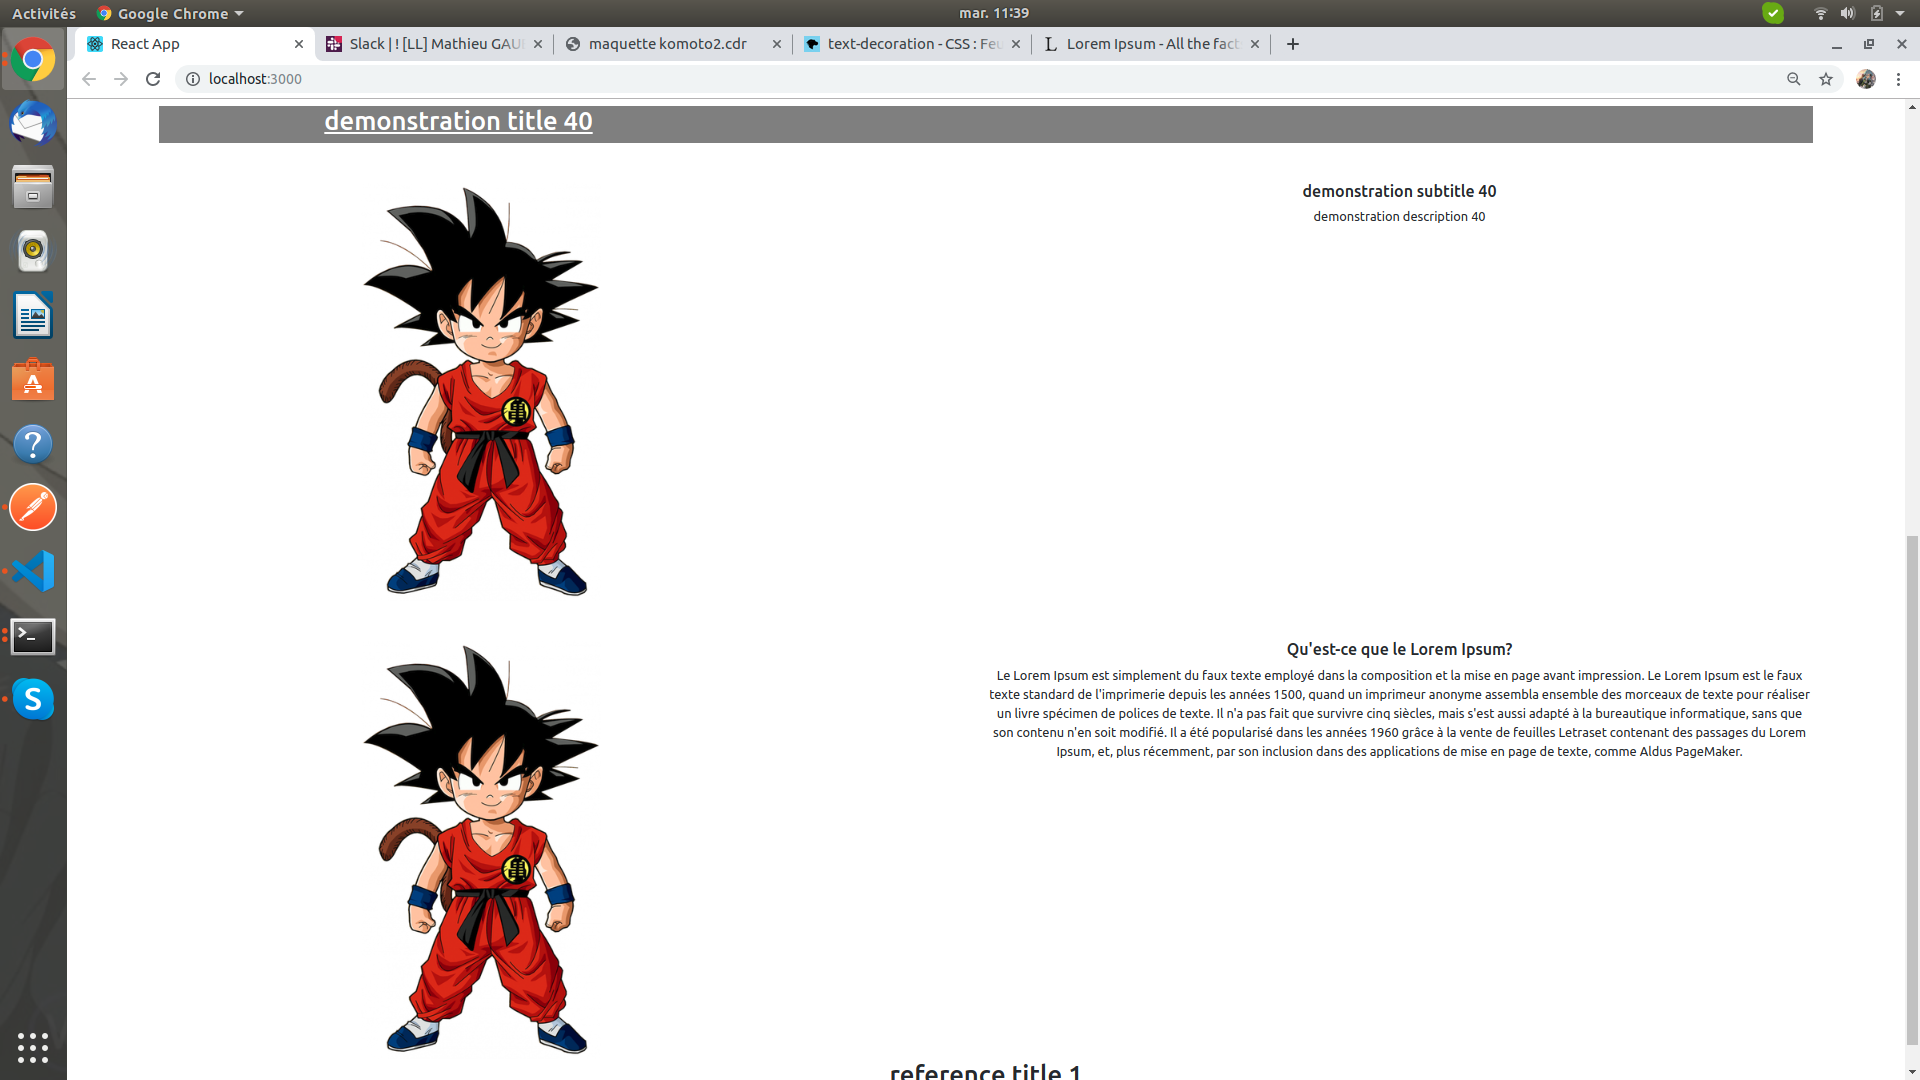 Activités
Google Chrome
mar. 11:39
React App
Slack | ! [LL] Mathieu GAU
maquette komoto2.cdr
text-decoration - CSS : Feu
Lorem Ipsum - All the fact
localhost:3000
demonstration title 40
demonstration subtitle 40
demonstration description 40
Qu'est-ce que le Lorem Ipsum?
Le Lorem Ipsum est simplement du faux texte employé dans la composition et la mise en page avant impression. Le Lorem Ipsum est le faux
texte standard de l'imprimerie depuis les années 1500, quand un imprimeur anonyme assembla ensemble des morceaux de texte pour réaliser
un livre spécimen de polices de texte. Il n'a pas fait que survivre cinq siècles, mais s'est aussi adapté à la bureautique informatique, sans que
son contenu n'en soit modifié. Il a été popularisé dans les années 1960 grâce à la vente de feuilles Letraset contenant des passages du Lorem
Ipsum, et, plus récemment, par son inclusion dans des applications de mise en page de texte, comme Aldus PageMaker.
reference title 1